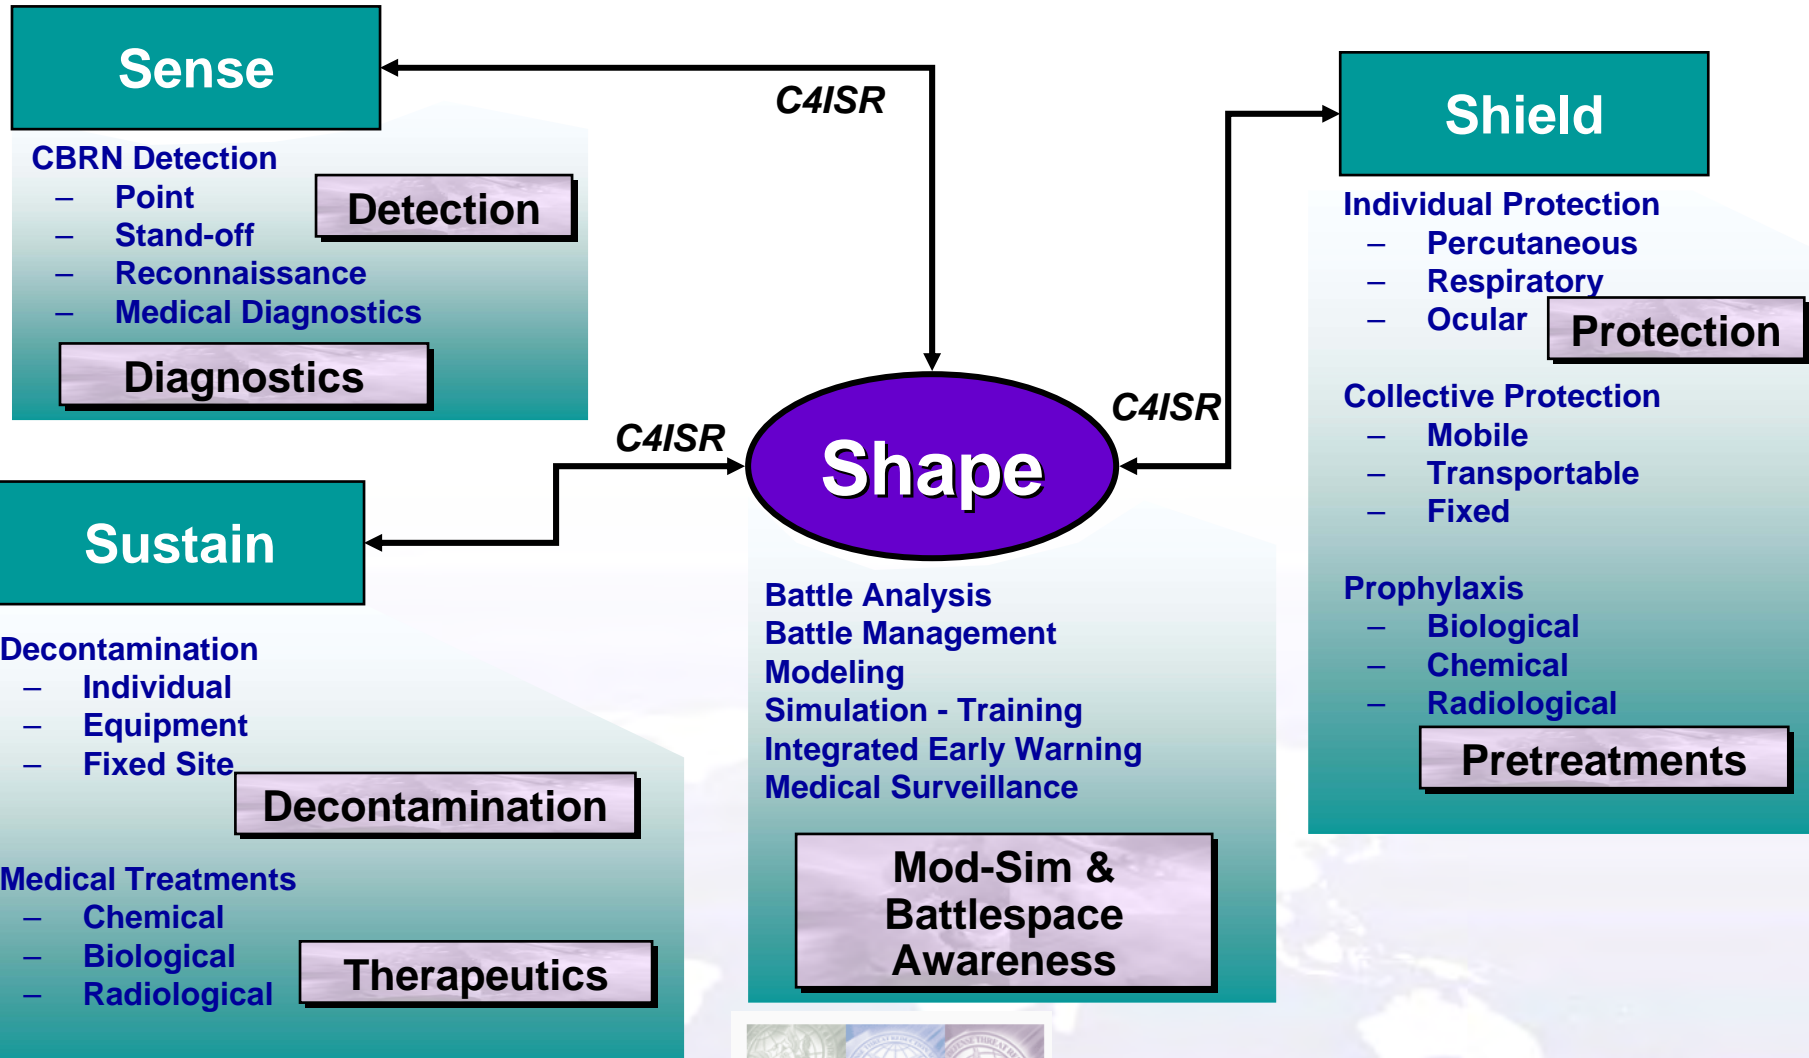 Sense
C4ISR
CBRN Detection
– Point
– Stand-off
– Reconnaissance
– Medical Diagnostics
Detection
Diagnostics
Shield
Individual Protection
– Percutaneous
– Respiratory
– Ocular
Protection
Collective Protection
– Mobile
– Transportable
– Fixed
Prophylaxis
– Biological
– Chemical
– Radiological
Pretreatments
C4ISR
C4ISR
Shape
Battle Analysis
Battle Management
Modeling
Simulation - Training
Integrated Early Warning
Medical Surveillance
Mod-Sim &
Battlespace
Awareness
Sustain
Decontamination
– Individual
– Equipment
– Fixed Site
Decontamination
Medical Treatments
– Chemical
– Biological
– Radiological
Therapeutics